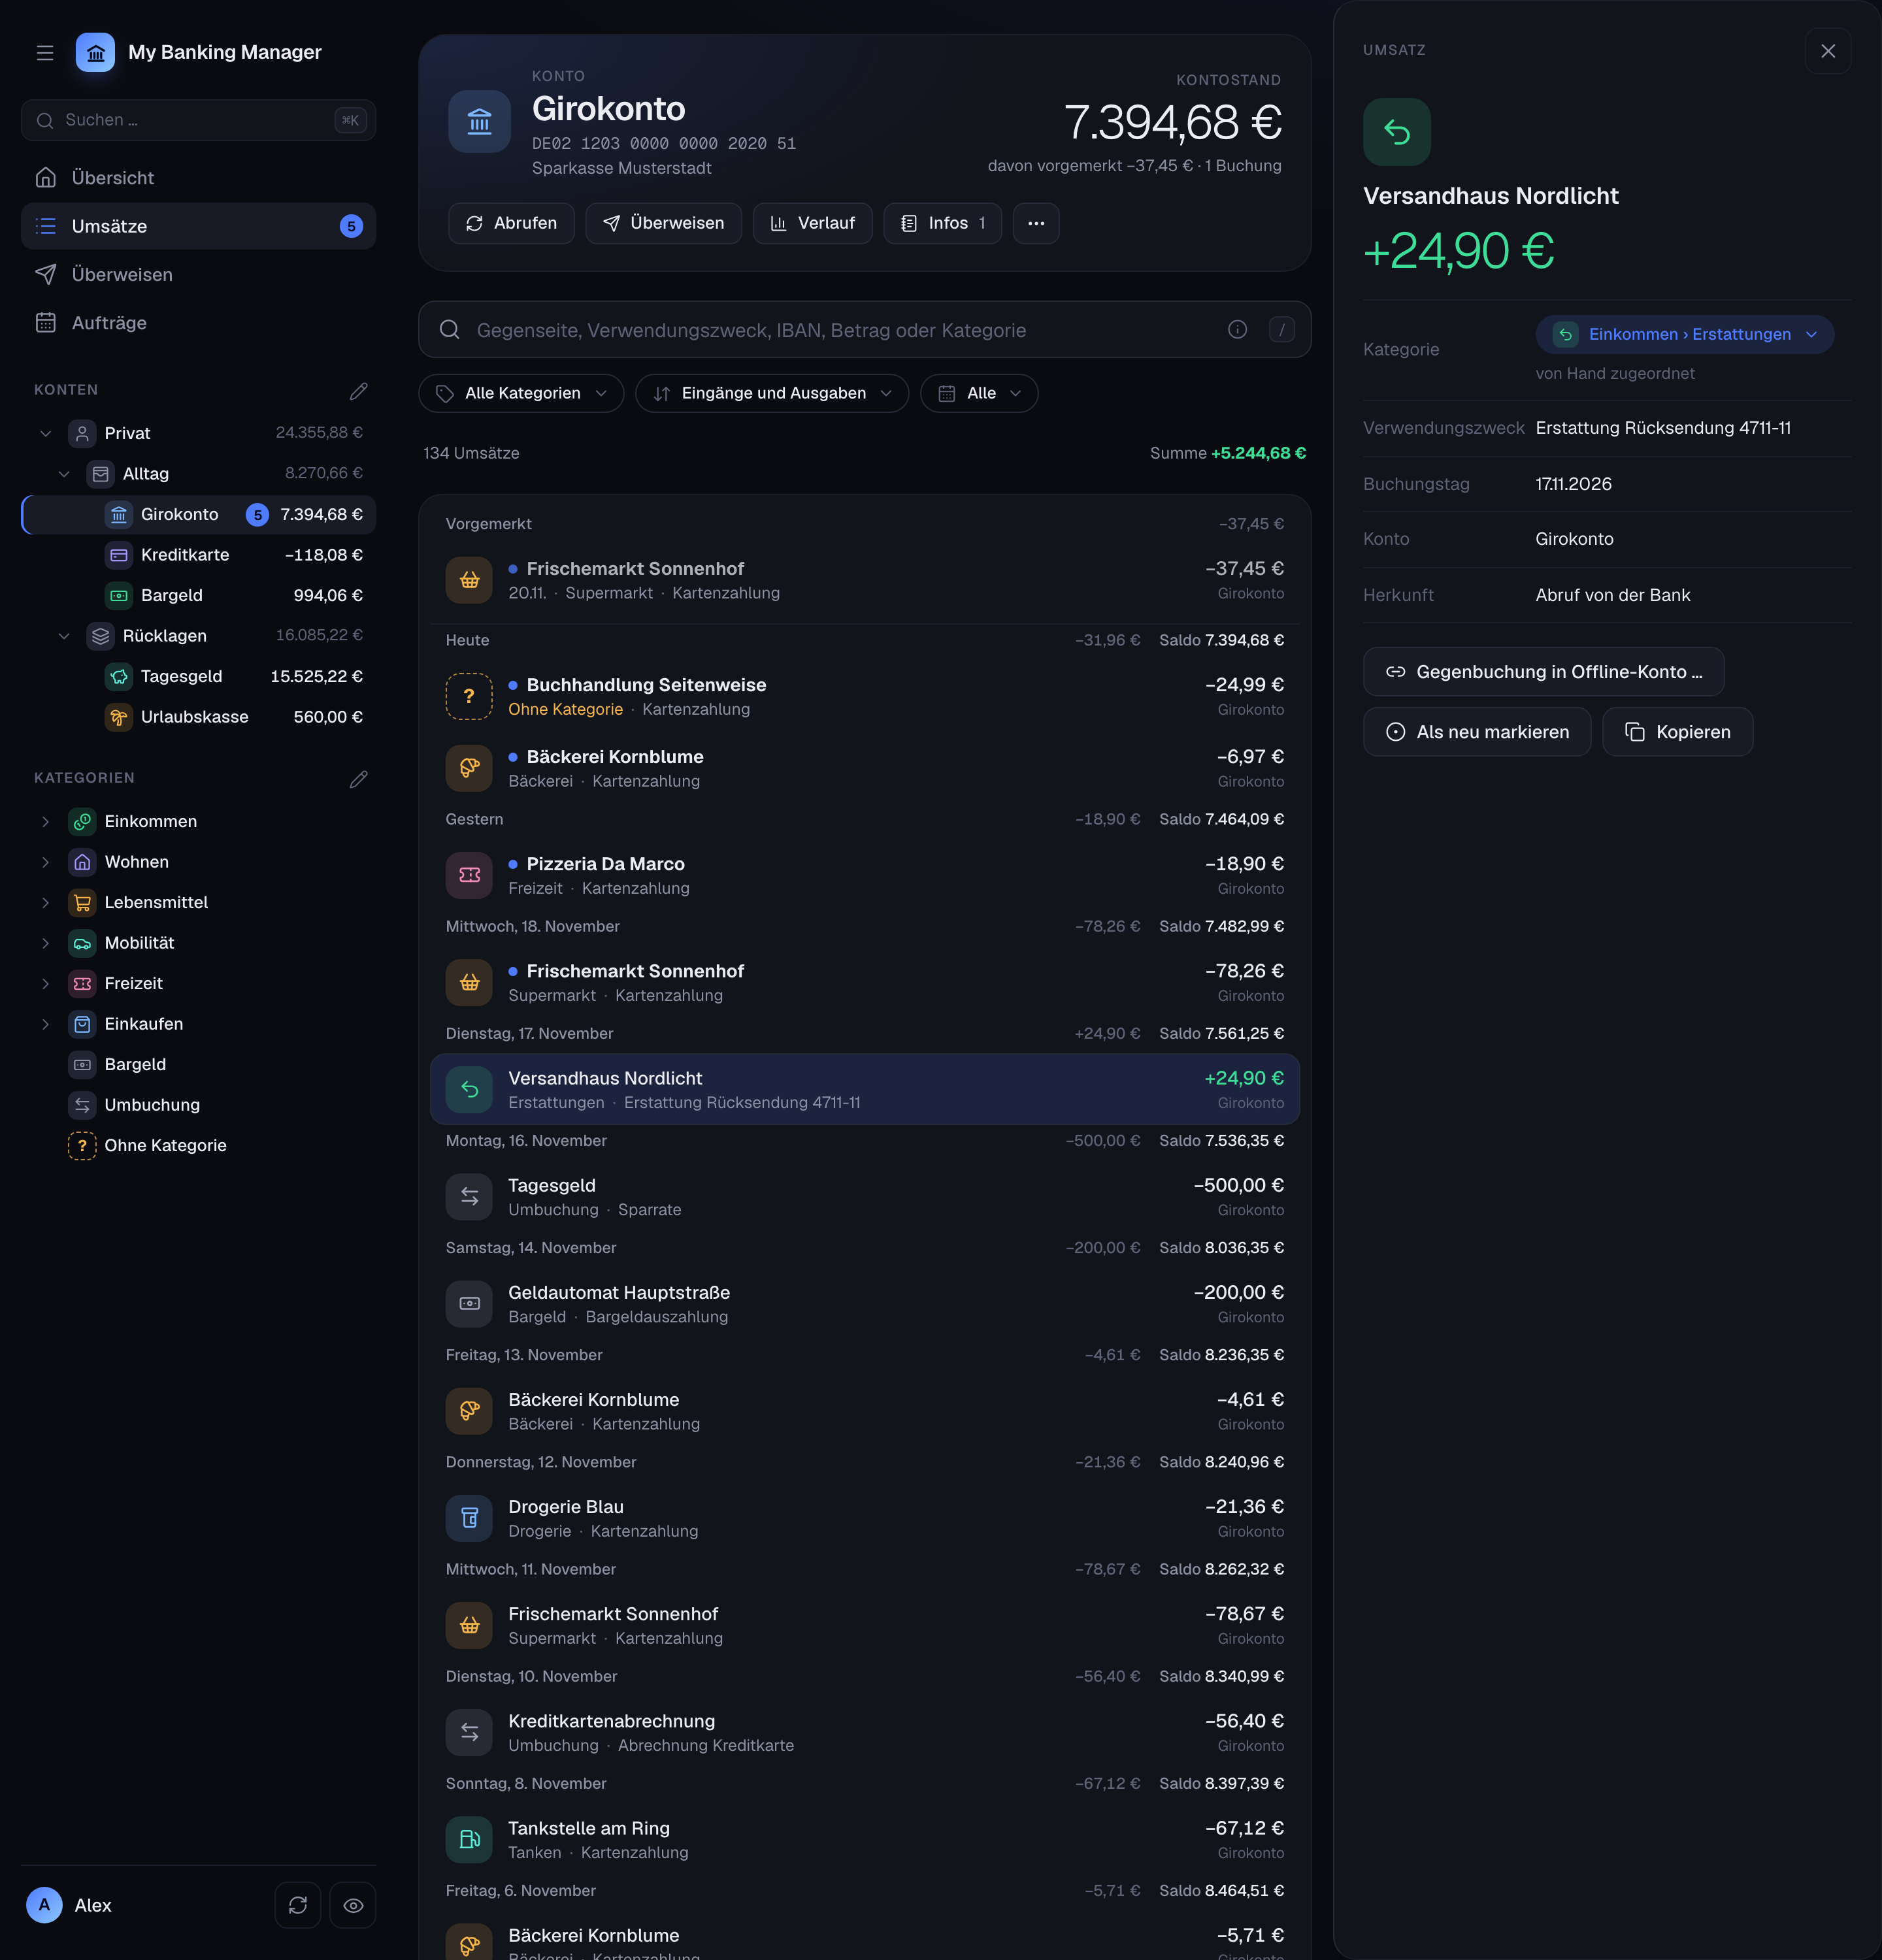 My Banking Manager
Suchen …
⌘K
Übersicht
Umsätze 5
Überweisen
Aufträge
KONTEN
Privat 24.355,88 €
Alltag 8.270,66 €
Girokonto 5 7.394,68 €
Kreditkarte −118,08 €
Bargeld 994,06 €
Rücklagen 16.085,22 €
Tagesgeld 15.525,22 €
Urlaubskasse 560,00 €
KATEGORIEN
Einkommen
Wohnen
Lebensmittel
Mobilität
Freizeit
Einkaufen
Bargeld
Umbuchung
? Ohne Kategorie
A Alex
KONTO
Girokonto
DE02 1203 0000 0000 2020 51
Sparkasse Musterstadt
KONTOSTAND
7.394,68 €
davon vorgemerkt −37,45 € · 1 Buchung
Abrufen Überweisen Verlauf Infos 1 ···
Gegenseite, Verwendungszweck, IBAN, Betrag oder Kategorie /
Alle Kategorien Eingänge und Ausgaben Alle
134 Umsätze Summe +5.244,68 €
Vorgemerkt −37,45 €
Frischemarkt Sonnenhof −37,45 €
20.11. · Supermarkt · Kartenzahlung Girokonto
Heute −31,96 € Saldo 7.394,68 €
? Buchhandlung Seitenweise −24,99 €
Ohne Kategorie · Kartenzahlung Girokonto
Bäckerei Kornblume −6,97 €
Bäckerei · Kartenzahlung Girokonto
Gestern −18,90 € Saldo 7.464,09 €
Pizzeria Da Marco −18,90 €
Freizeit · Kartenzahlung Girokonto
Mittwoch, 18. November −78,26 € Saldo 7.482,99 €
Frischemarkt Sonnenhof −78,26 €
Supermarkt · Kartenzahlung Girokonto
Dienstag, 17. November +24,90 € Saldo 7.561,25 €
Versandhaus Nordlicht +24,90 €
Erstattungen · Erstattung Rücksendung 4711-11 Girokonto
Montag, 16. November −500,00 € Saldo 7.536,35 €
Tagesgeld −500,00 €
Umbuchung · Sparrate Girokonto
Samstag, 14. November −200,00 € Saldo 8.036,35 €
Geldautomat Hauptstraße −200,00 €
Bargeld · Bargeldauszahlung Girokonto
Freitag, 13. November −4,61 € Saldo 8.236,35 €
Bäckerei Kornblume −4,61 €
Bäckerei · Kartenzahlung Girokonto
Donnerstag, 12. November −21,36 € Saldo 8.240,96 €
Drogerie Blau −21,36 €
Drogerie · Kartenzahlung Girokonto
Mittwoch, 11. November −78,67 € Saldo 8.262,32 €
Frischemarkt Sonnenhof −78,67 €
Supermarkt · Kartenzahlung Girokonto
Dienstag, 10. November −56,40 € Saldo 8.340,99 €
Kreditkartenabrechnung −56,40 €
Umbuchung · Abrechnung Kreditkarte Girokonto
Sonntag, 8. November −67,12 € Saldo 8.397,39 €
Tankstelle am Ring −67,12 €
Tanken · Kartenzahlung Girokonto
Freitag, 6. November −5,71 € Saldo 8.464,51 €
Bäckerei Kornblume −5,71 €
Bäckerei · Kartenzahlung Girokonto
UMSATZ
Versandhaus Nordlicht
+24,90 €
Kategorie Einkommen › Erstattungen
von Hand zugeordnet
Verwendungszweck Erstattung Rücksendung 4711-11
Buchungstag 17.11.2026
Konto Girokonto
Herkunft Abruf von der Bank
Gegenbuchung in Offline-Konto …
Als neu markieren Kopieren